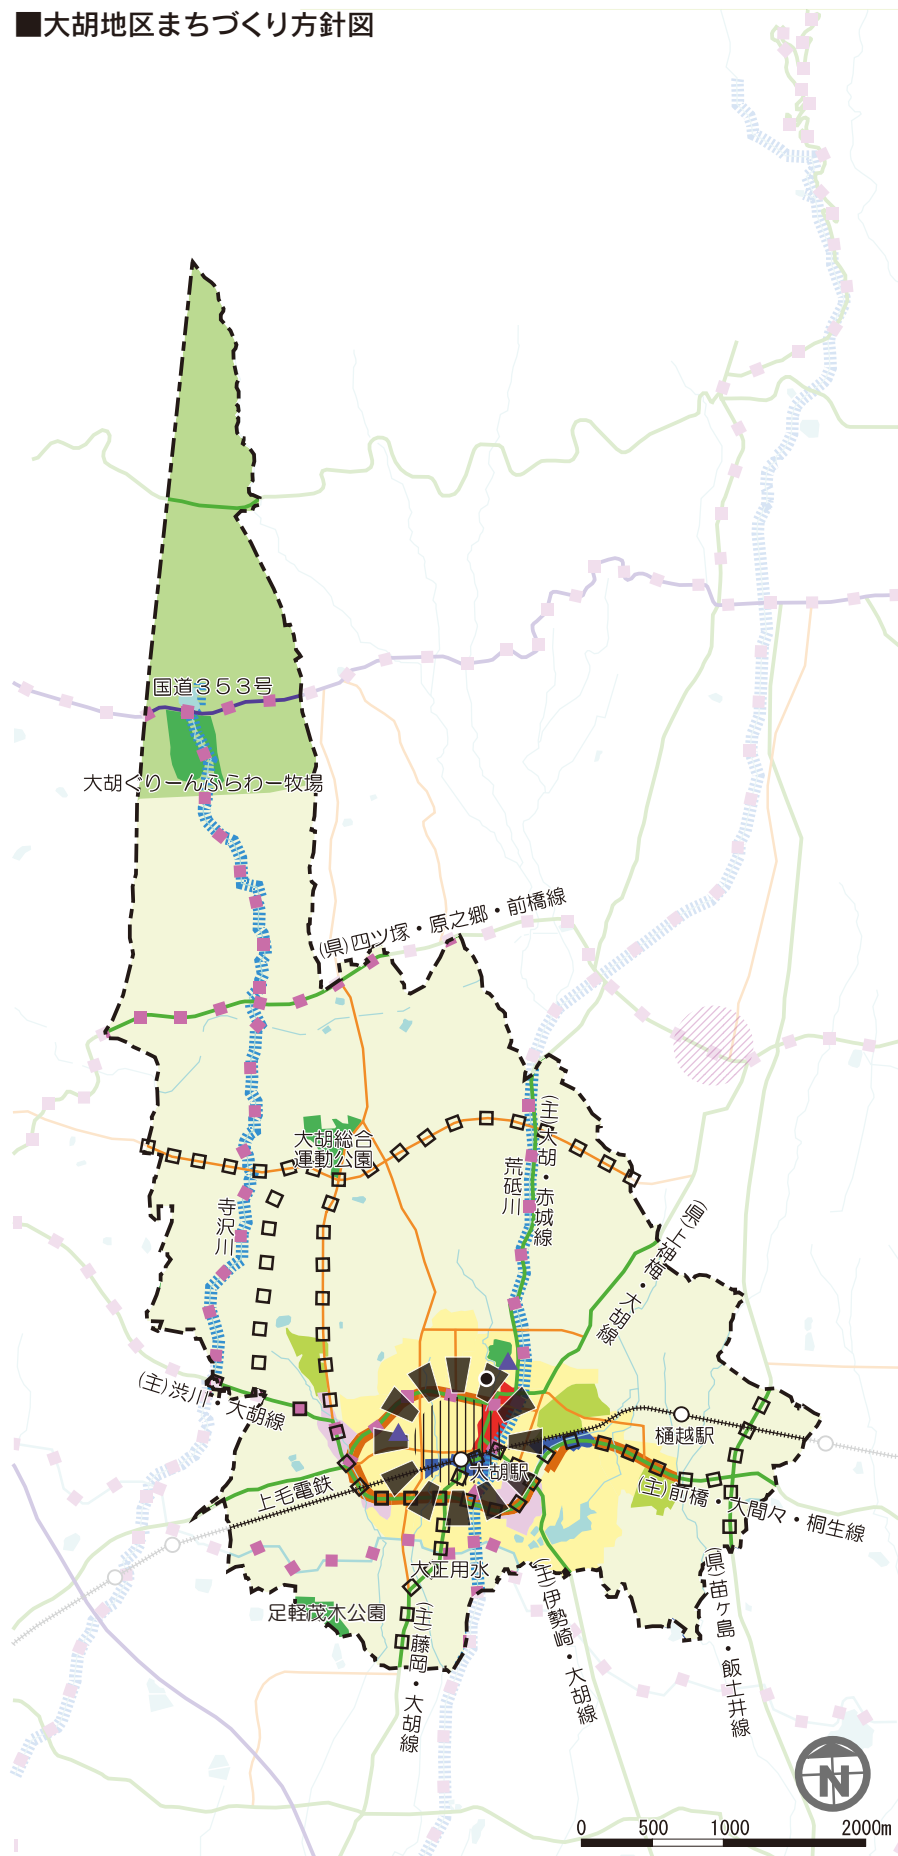 ■大胡地区まちづくり方針図
国道３５３号
大胡ぐりーんふらわー牧場
(県)四ツ塚・原之郷・前橋線
(主)大胡・赤城線
大胡総合
運動公園
荒砥川
寺沢川
(県)上神梅・大胡線
(主)渋川・大胡線
樋越駅
大胡駅
上毛電鉄
(主)前橋・大間々・桐生線
大正用水
(主)伊勢崎・大胡線
(県)苗ヶ島・飯土井線
足軽茂木公園
(主)藤岡・大胡線
N
0 500 1000 2000m